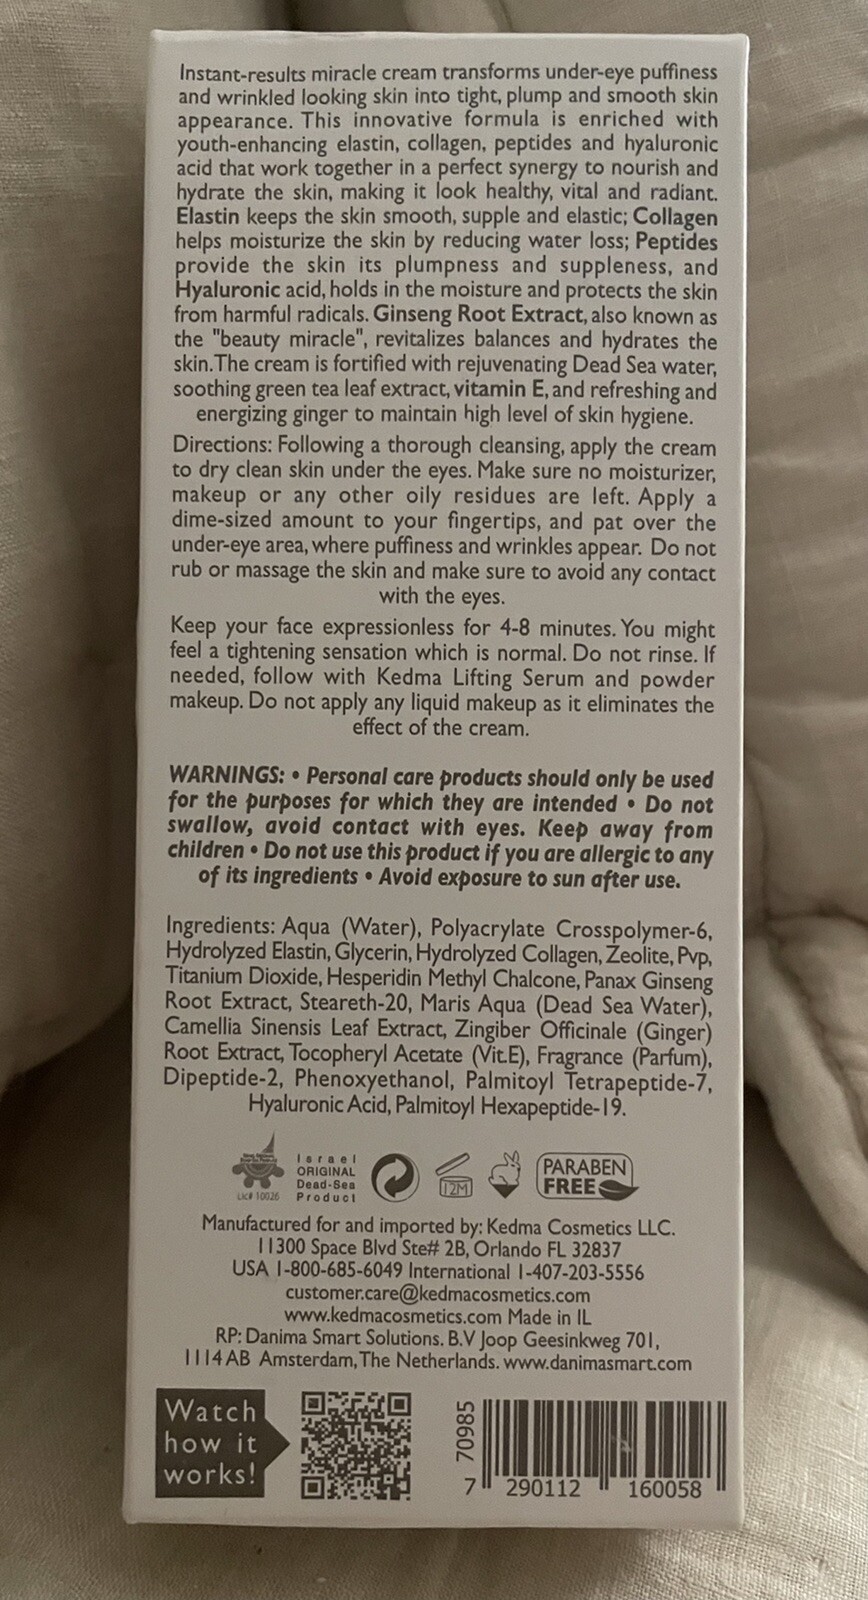 Instant-results miracle cream transforms under-eye puffiness
and wrinkled looking skin into tight, plump and smooth skin
appearance. This innovative formula is enriched with
youth-enhancing elastin, collagen, peptides and hyaluronic
acid that work together in a perfect synergy to nourish and
hydrate the skin, making it look healthy, vital and radiant.
Elastin keeps the skin smooth, supple and elastic; Collagen
helps moisturize the skin by reducing water loss; Peptides
provide the skin its plumpness and suppleness, and
Hyaluronic acid, holds in the moisture and protects the skin
from harmful radicals. Ginseng Root Extract, also known as
the "beauty miracle", revitalizes balances and hydrates the
skin.The cream is fortified with rejuvenating Dead Sea water,
soothing green tea leaf extract, vitamin E, and refreshing and
energizing ginger to maintain high level of skin hygiene.
Directions: Following a thorough cleansing, apply the cream
to dry clean skin under the eyes. Make sure no moisturizer,
makeup or any other oily residues are left. Apply a
dime-sized amount to your fingertips, and pat over the
under-eye area, where puffiness and wrinkles appear. Do not
rub or massage the skin and make sure to avoid any contact
with the eyes.
Keep your face expressionless for 4-8 minutes. You might
feel a tightening sensation which is normal. Do not rinse. If
needed, follow with Kedma Lifting Serum and powder
makeup. Do not apply any liquid makeup as it eliminates the
effect of the cream.
WARNINGS: • Personal care products should only be used
for the purposes for which they are intended • Do not
swallow, avoid contact with eyes. Keep away from
children • Do not use this product if you are allergic to any
of its ingredients • Avoid exposure to sun after use.
Ingredients: Aqua (Water), Polyacrylate Crosspolymer-6,
Hydrolyzed Elastin, Glycerin, Hydrolyzed Collagen, Zeolite, Pvp,
Titanium Dioxide, Hesperidin Methyl Chalcone, Panax Ginseng
Root Extract, Steareth-20, Maris Aqua (Dead Sea Water),
Camellia Sinensis Leaf Extract, Zingiber Officinale (Ginger)
Root Extract, Tocopheryl Acetate (Vit.E), Fragrance (Parfum),
Dipeptide-2, Phenoxyethanol, Palmitoyl Tetrapeptide-7,
Hyaluronic Acid, Palmitoyl Hexapeptide-19.
Lic# 10026
Israel
ORIGINAL
Dead-Sea
Product
12M
PARABEN
FREE
Manufactured for and imported by: Kedma Cosmetics LLC.
11300 Space Blvd Ste# 2B, Orlando FL 32837
USA 1-800-685-6049 International 1-407-203-5556
customer.care@kedmacosmetics.com
www.kedmacosmetics.com Made in IL
RP: Danima Smart Solutions. B.V Joop Geesinkweg 701,
1114AB Amsterdam, The Netherlands. www.danimasmart.com
Watch
how it
works!
70985
7 290112 160058